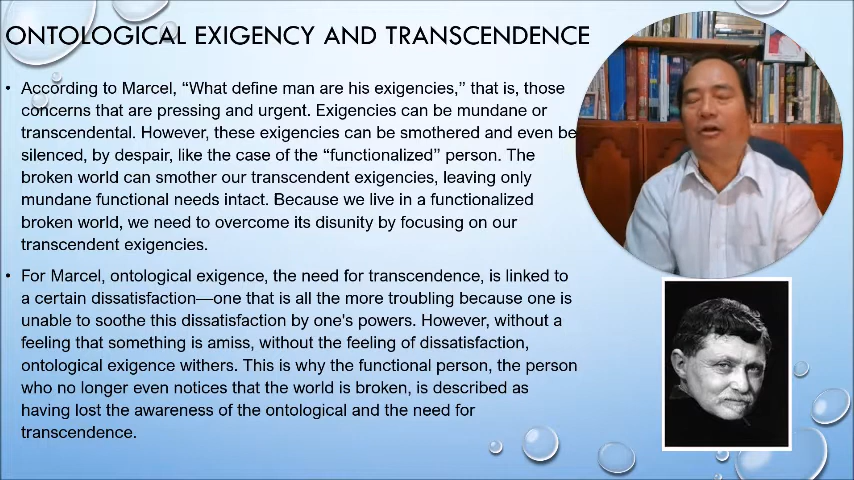 ONTOLOGICAL EXIGENCY AND TRANSCENDENCE
• According to Marcel, “What define man are his exigencies,” that is, those
concerns that are pressing and urgent. Exigencies can be mundane or
transcendental. However, these exigencies can be smothered and even be
silenced, by despair, like the case of the “functionalized” person. The
broken world can smother our transcendent exigencies, leaving only
mundane functional needs intact. Because we live in a functionalized
broken world, we need to overcome its disunity by focusing on our
transcendent exigencies.
• For Marcel, ontological exigence, the need for transcendence, is linked to
a certain dissatisfaction—one that is all the more troubling because one is
unable to soothe this dissatisfaction by one's powers. However, without a
feeling that something is amiss, without the feeling of dissatisfaction,
ontological exigence withers. This is why the functional person, the person
who no longer even notices that the world is broken, is described as
having lost the awareness of the ontological and the need for
transcendence.